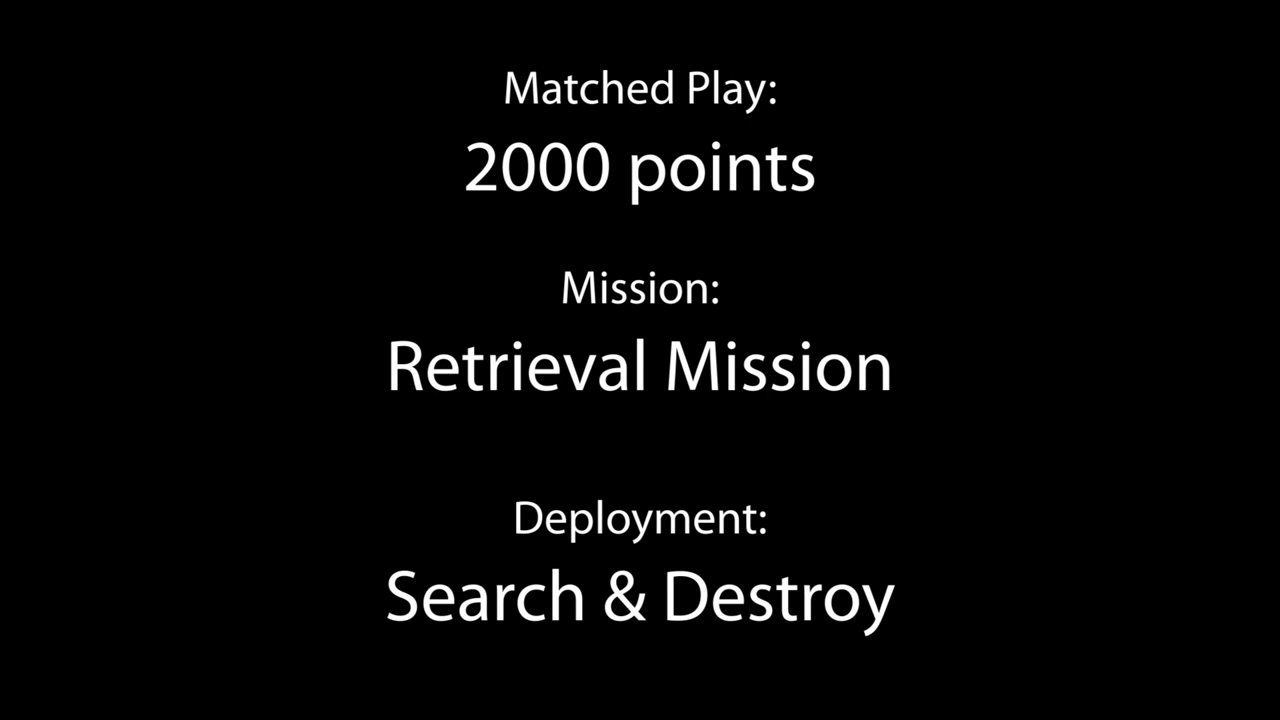 Matched Play:
2000 points
Mission:
Retrieval Mission
Deployment:
Search & Destroy